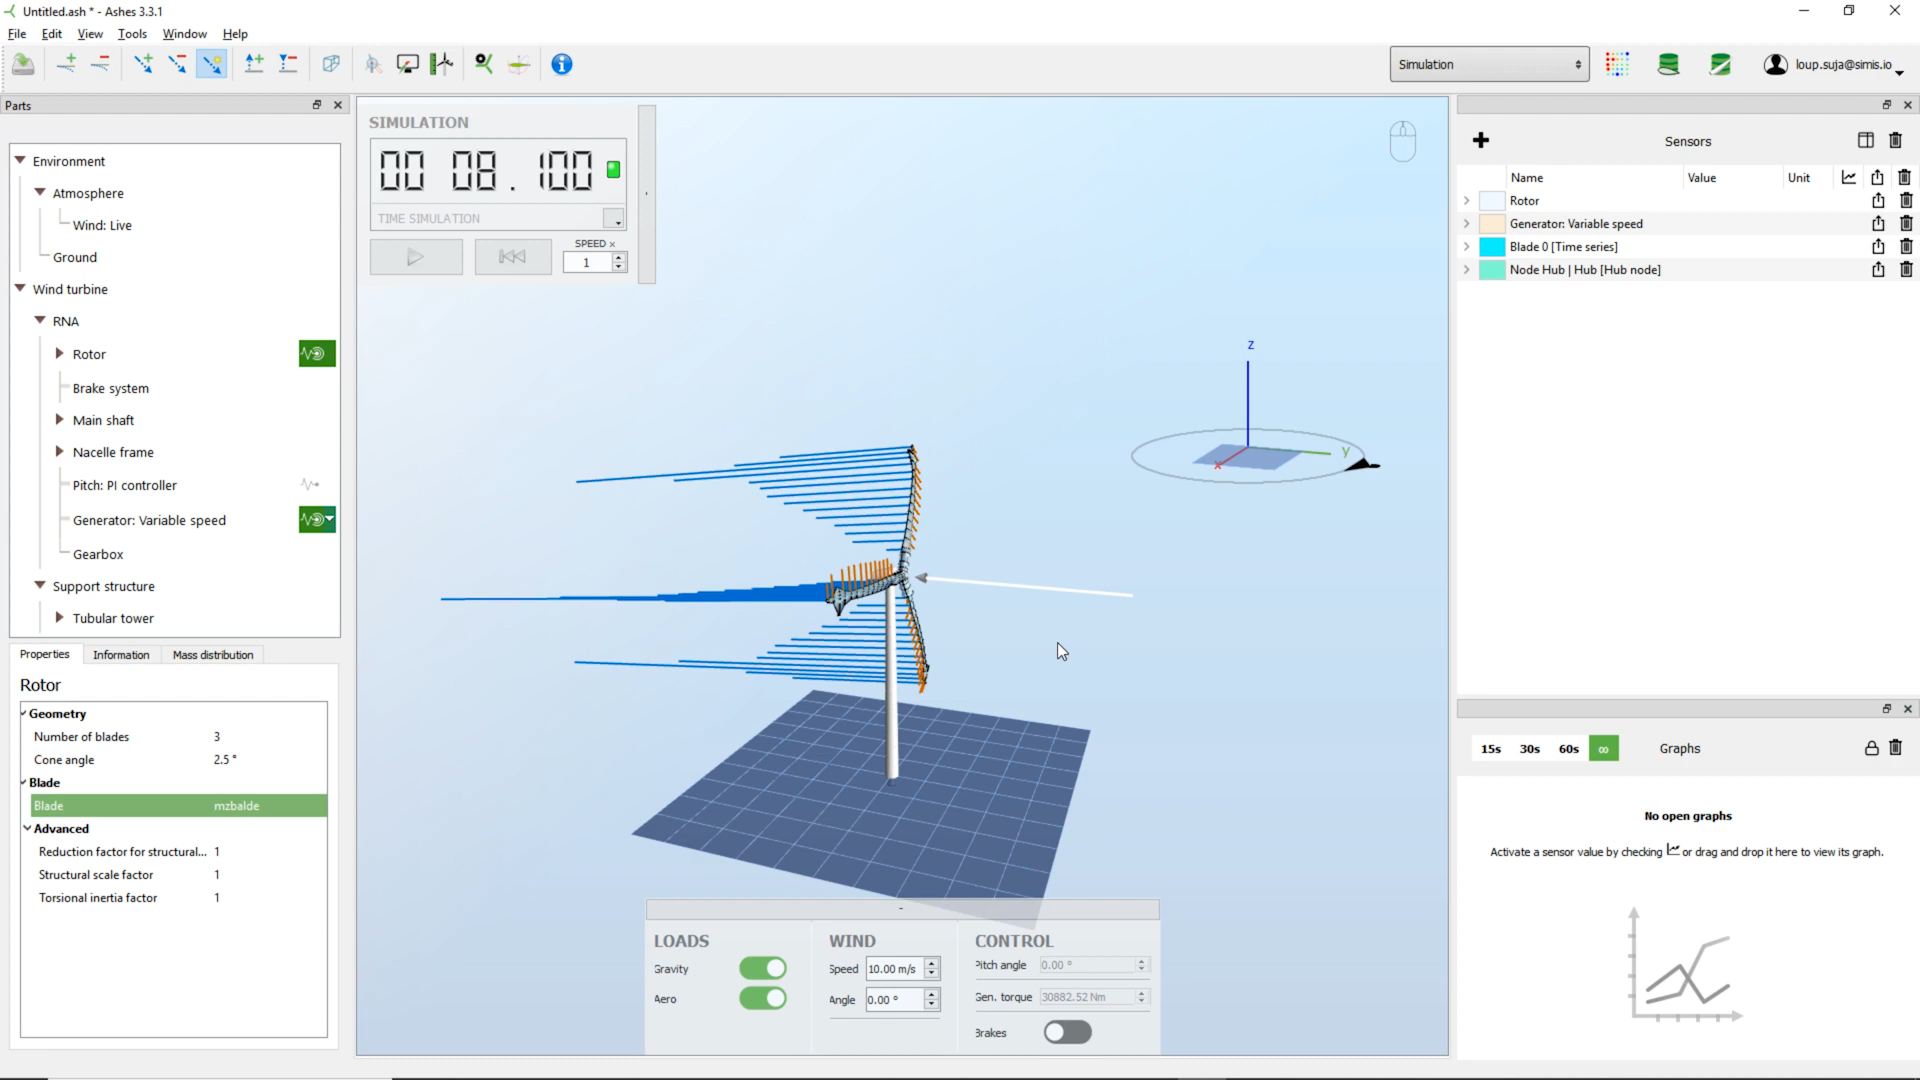 Untitled.ash * - Ashes 3.3.1
File Edit View Tools Window Help
Simulation
loup.suja@simis.io
Parts
Environment
Atmosphere
Wind: Live
Ground
Wind turbine
RNA
Rotor
Brake system
Main shaft
Nacelle frame
Pitch: PI controller
Generator: Variable speed
Gearbox
Support structure
Tubular tower
Properties Information Mass distribution
Rotor
Geometry
Number of blades 3
Cone angle 2.5 °
Blade
Blade mzbalde
Advanced
Reduction factor for structural... 1
Structural scale factor 1
Torsional inertia factor 1
SIMULATION
00 08.100
TIME SIMULATION
SPEED ×
1
z
y
x
LOADS
Gravity
Aero
WIND
Speed 10.00 m/s
Angle 0.00 °
CONTROL
Pitch angle 0.00 °
Gen. torque 30882.52 Nm
Brakes
Sensors
Name Value Unit
Rotor
Generator: Variable speed
Blade 0 [Time series]
Node Hub | Hub [Hub node]
15s 30s 60s ∞ Graphs
No open graphs
Activate a sensor value by checking or drag and drop it here to view its graph.